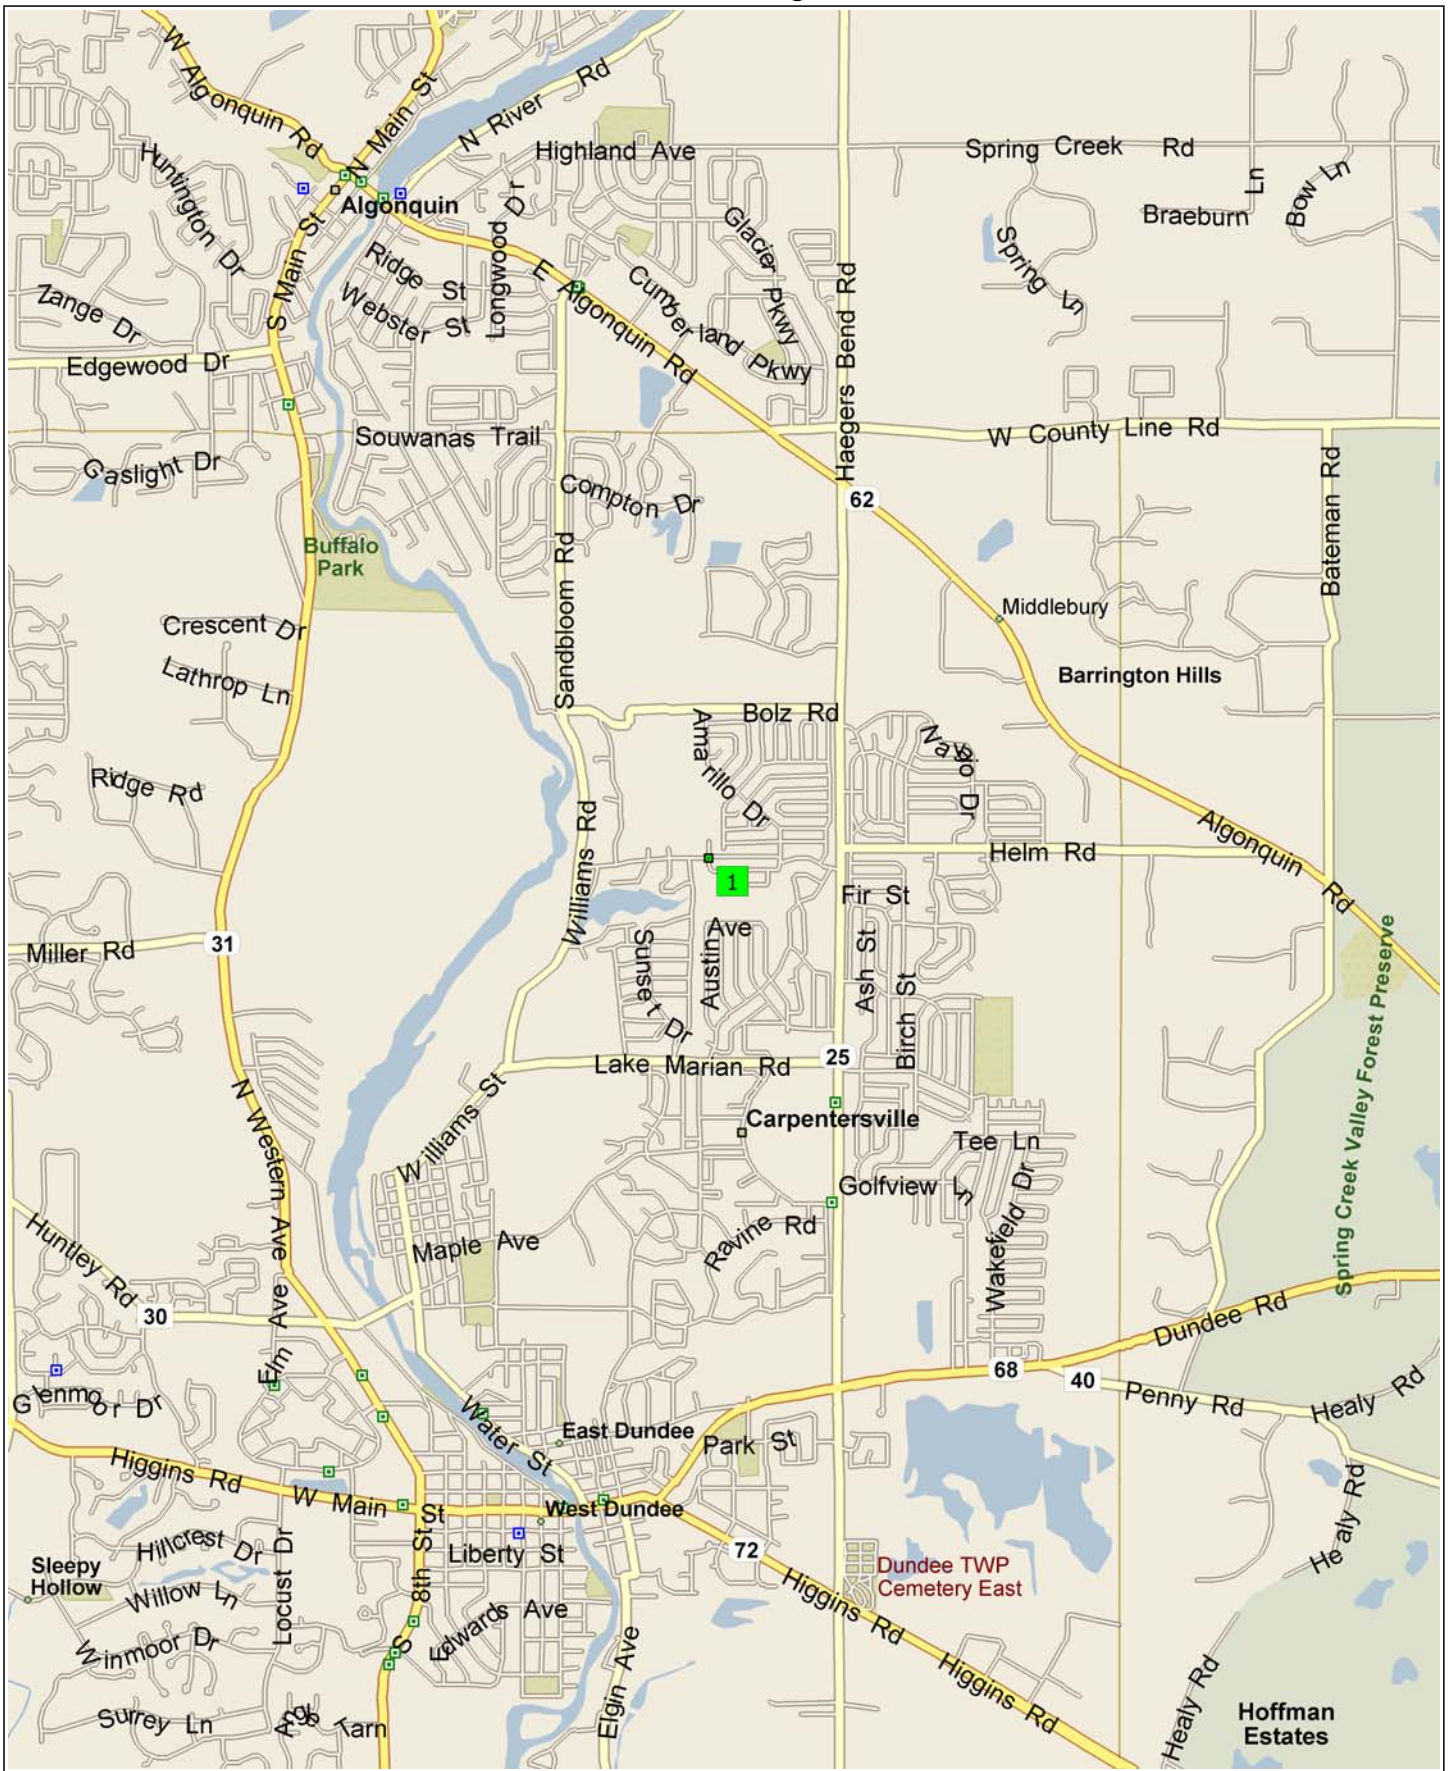 W Algonquin Rd
N Main St
N River Rd
Highland Ave
Spring Creek Rd
Huntington Dr
Algonquin
Longwood Dr
Glacier Pkwy
Ln
Bow Ln
Braeburn
S Main St
Ridge St
Webster St
E Algonquin Rd
Cumberland Pkwy
Haegers Bend Rd
Spring Ln
Zange Dr
Edgewood Dr
Souwanas Trail
W County Line Rd
Gaslight Dr
Compton Dr
62
Bateman Rd
Buffalo
Park
Sandbloom Rd
Middlebury
Crescent Dr
Lathrop Ln
Barrington Hills
Bolz Rd
Amarillo Dr
Navajo Dr
Ridge Rd
Williams Rd
Algonquin Rd
Helm Rd
1
Fir St
Miller Rd
31
Sunset Dr
Austin Ave
Ash St
Birch St
Spring Creek Valley Forest Preserve
Lake Marian Rd
25
N Western Ave
Williams St
Carpentersville
Tee Ln
Golfview Ln
Wakefield Dr
Huntley Rd
Maple Ave
Ravine Rd
30
Elm Ave
Dundee Rd
68
40
Penny Rd
Healy Rd
Glenmoor Dr
Water St
East Dundee
Park St
Higgins Rd
W Main St
West Dundee
Healy Rd
Hillcrest Dr
Locust Dr
8th St
S
Liberty St
72
Dundee TWP
Cemetery East
Sleepy
Hollow
Willow Ln
Edwards Ave
Higgins Rd
Winmoor Dr
Elgin Ave
Higgins Rd
Healy Rd
Surrey Ln
Tarn
Hoffman
Estates